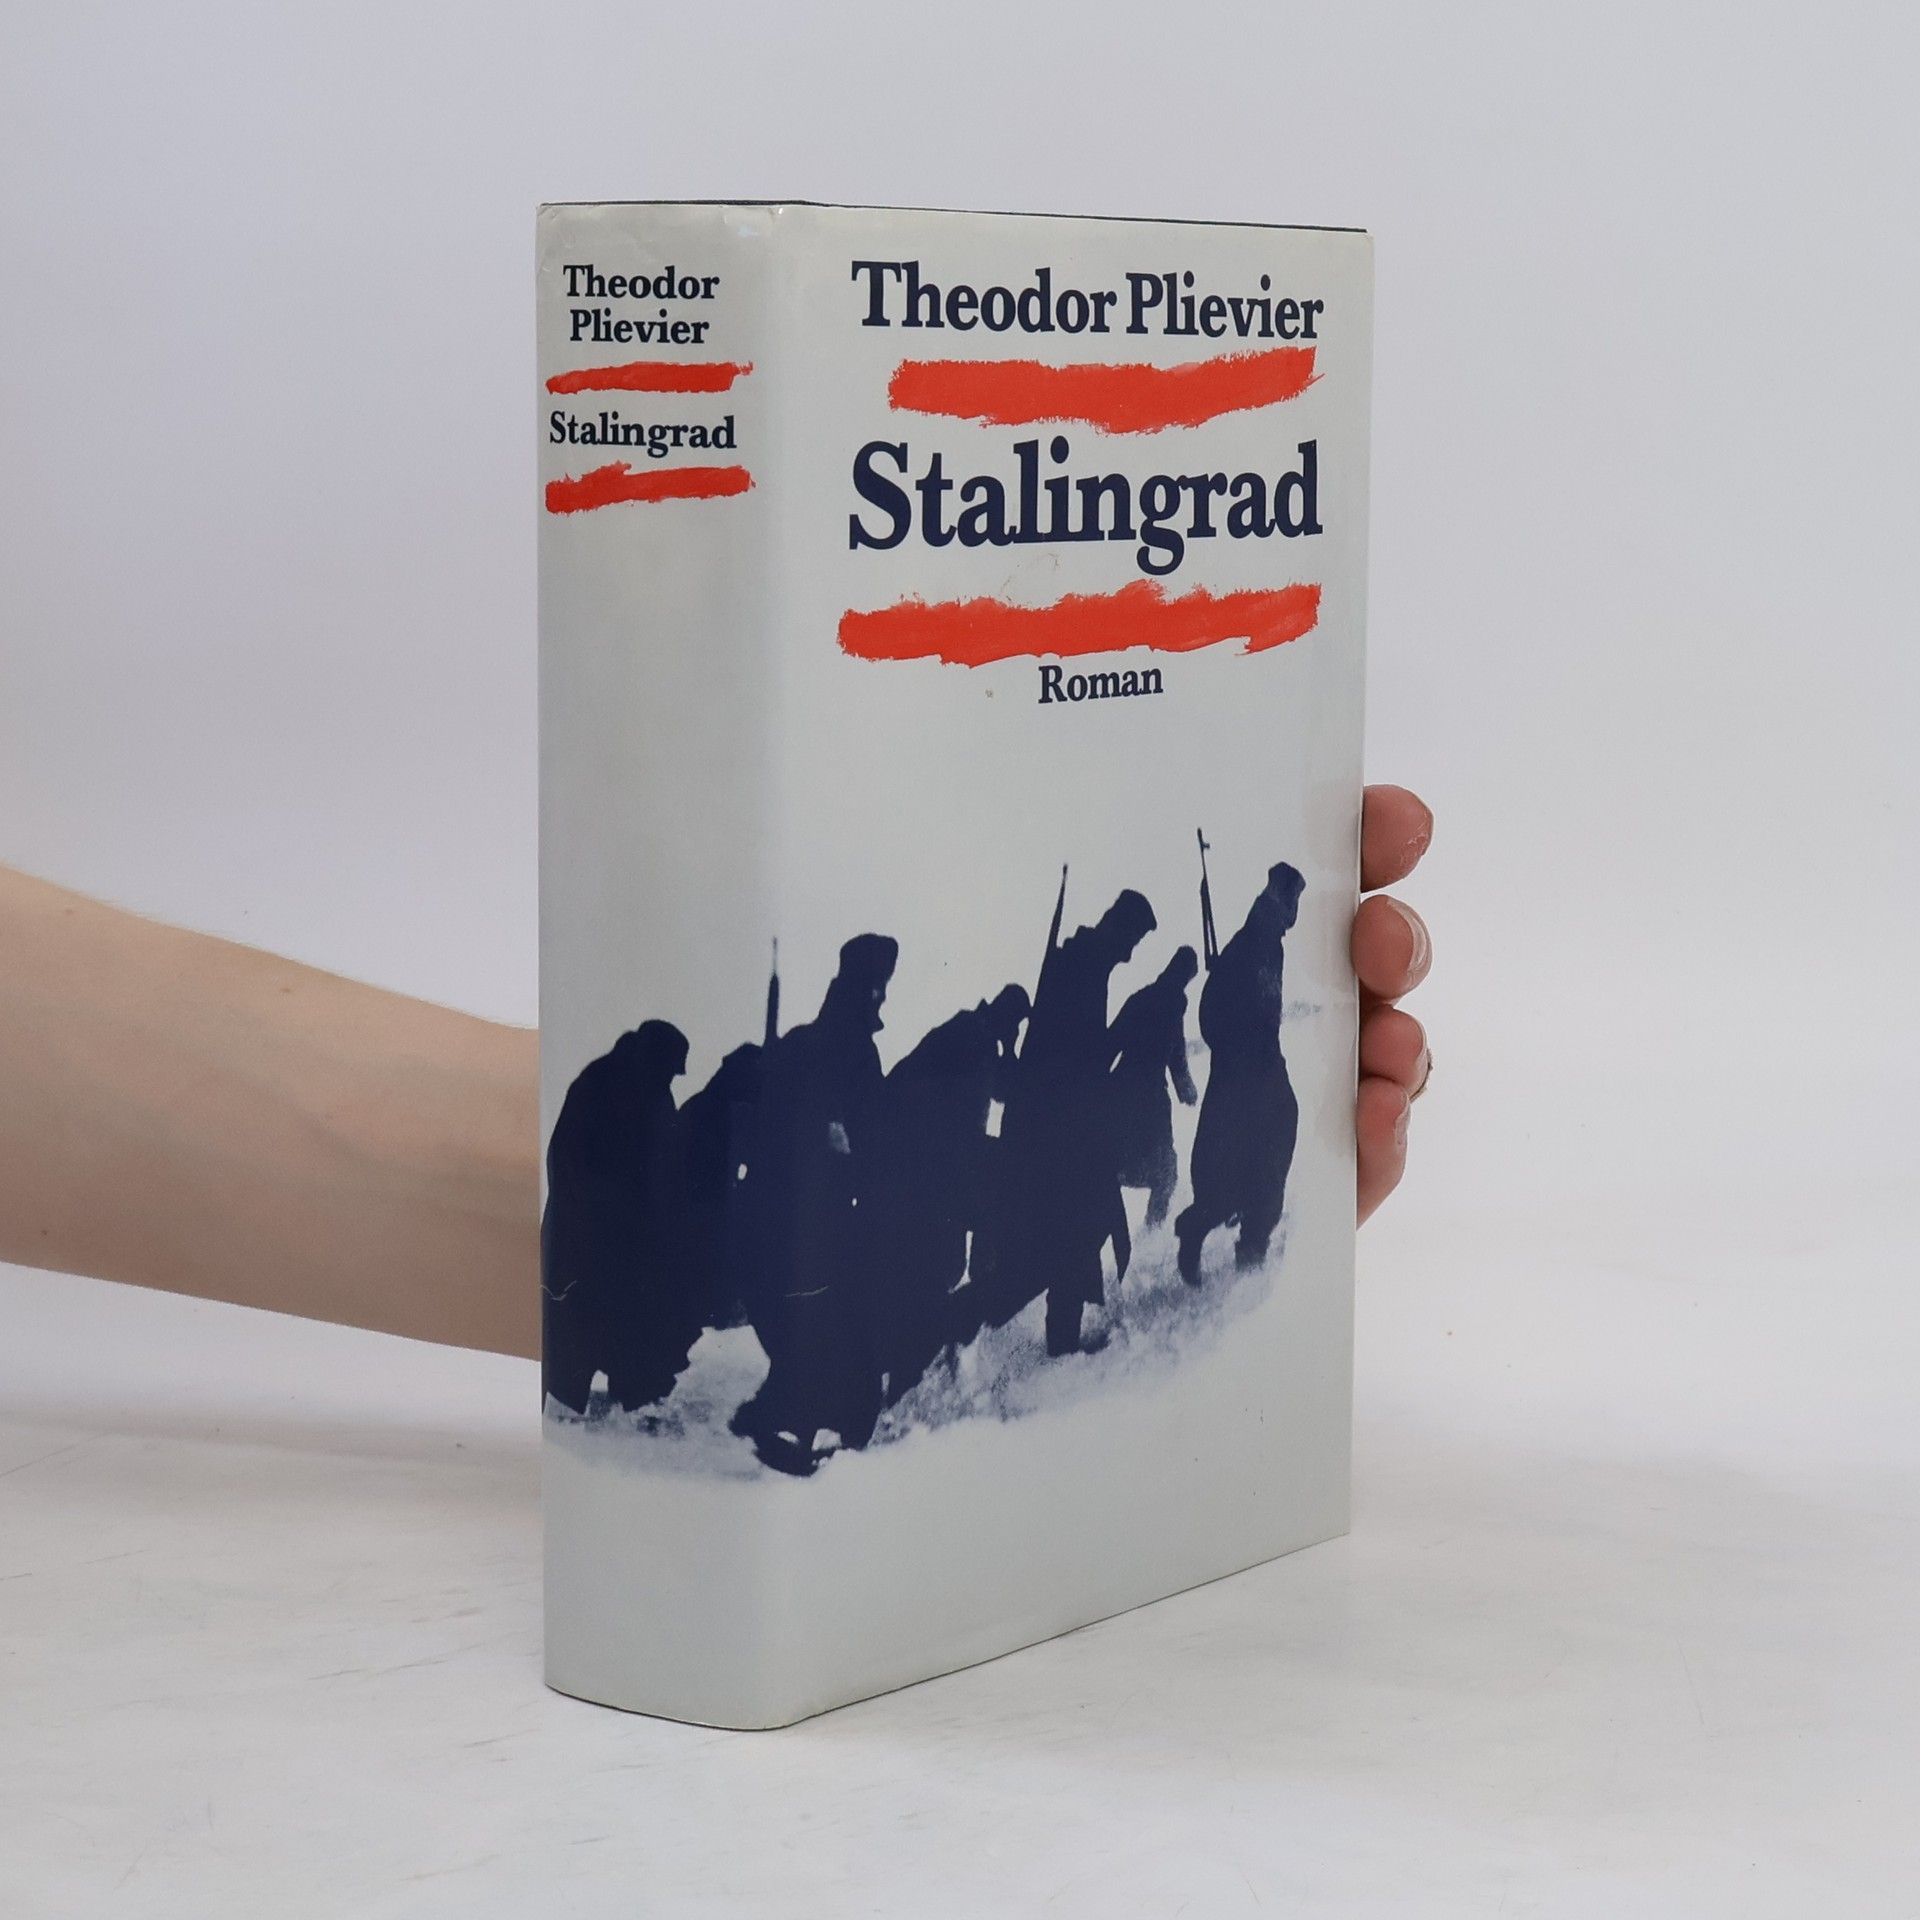 Theodor
Plievier
Stalingrad
Theodor Plievier
Stalingrad
Roman